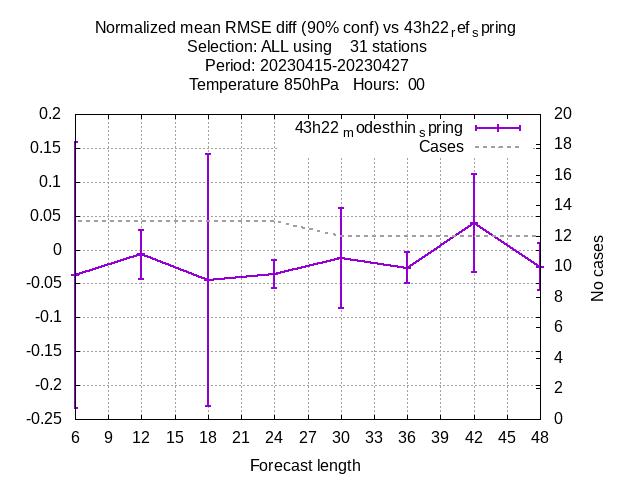 Normalized mean RMSE diff (90% conf) vs 43h22refspring
Selection: ALL using 31 stations
Period: 20230415-20230427
Temperature 850hPa Hours: 00
43h22modesthinspring
Cases
0.2
0.15
0.1
0.05
0
-0.05
-0.1
-0.15
-0.2
-0.25
20
18
16
14
12
10
8
6
4
2
0
No cases
6 9 12 15 18 21 24 27 30 33 36 39 42 45 48
Forecast length